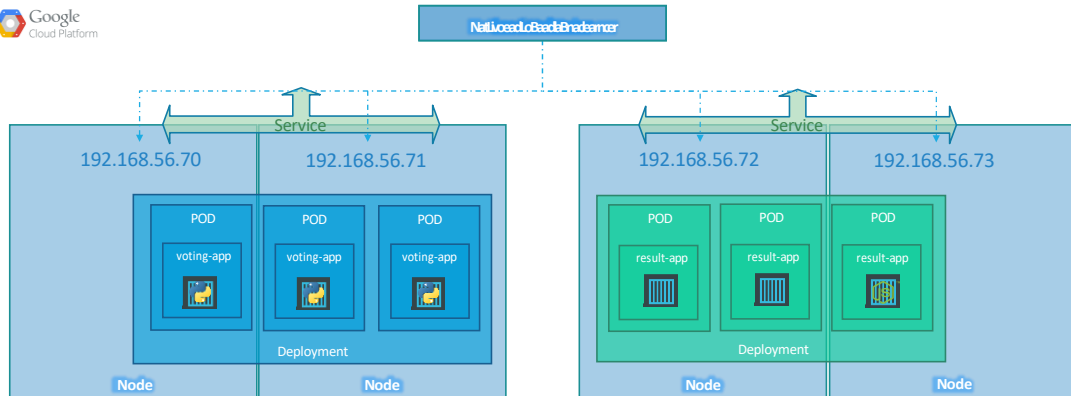 Google
Cloud Platform
Service
Service
192.168.56.70
192.168.56.71
192.168.56.72
192.168.56.73
POD
POD
POD
POD
POD
POD
voting-app
voting-app
voting-app
result-app
result-app
result-app
Deployment
Deployment
Node
Node
Node
Node